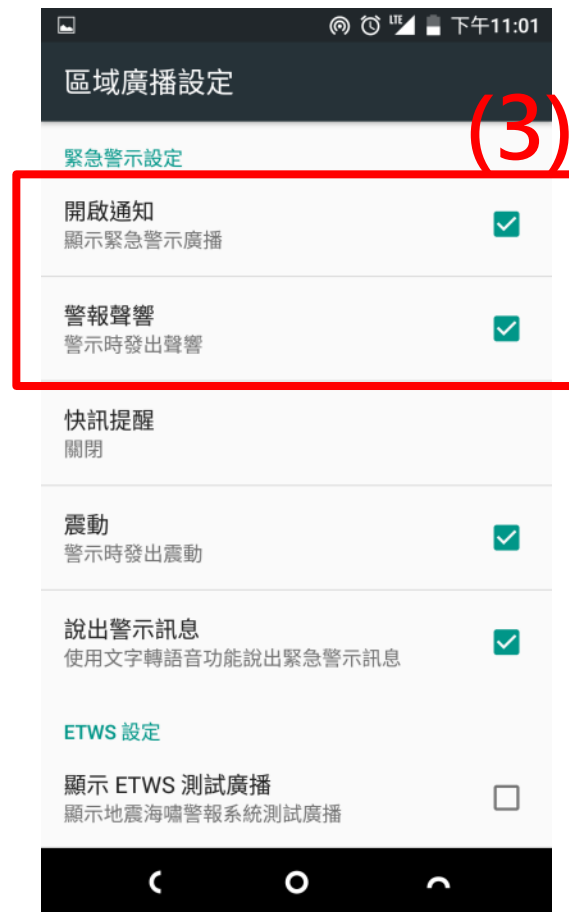 LTE 下午11:01
區域廣播設定
(3)
緊急警示設定
開啟通知
顯示緊急警示廣播
警報聲響
警示時發出聲響
快訊提醒
關閉
震動
警示時發出震動
說出警示訊息
使用文字轉語音功能說出緊急警示訊息
ETWS 設定
顯示 ETWS 測試廣播
顯示地震海嘯警報系統測試廣播